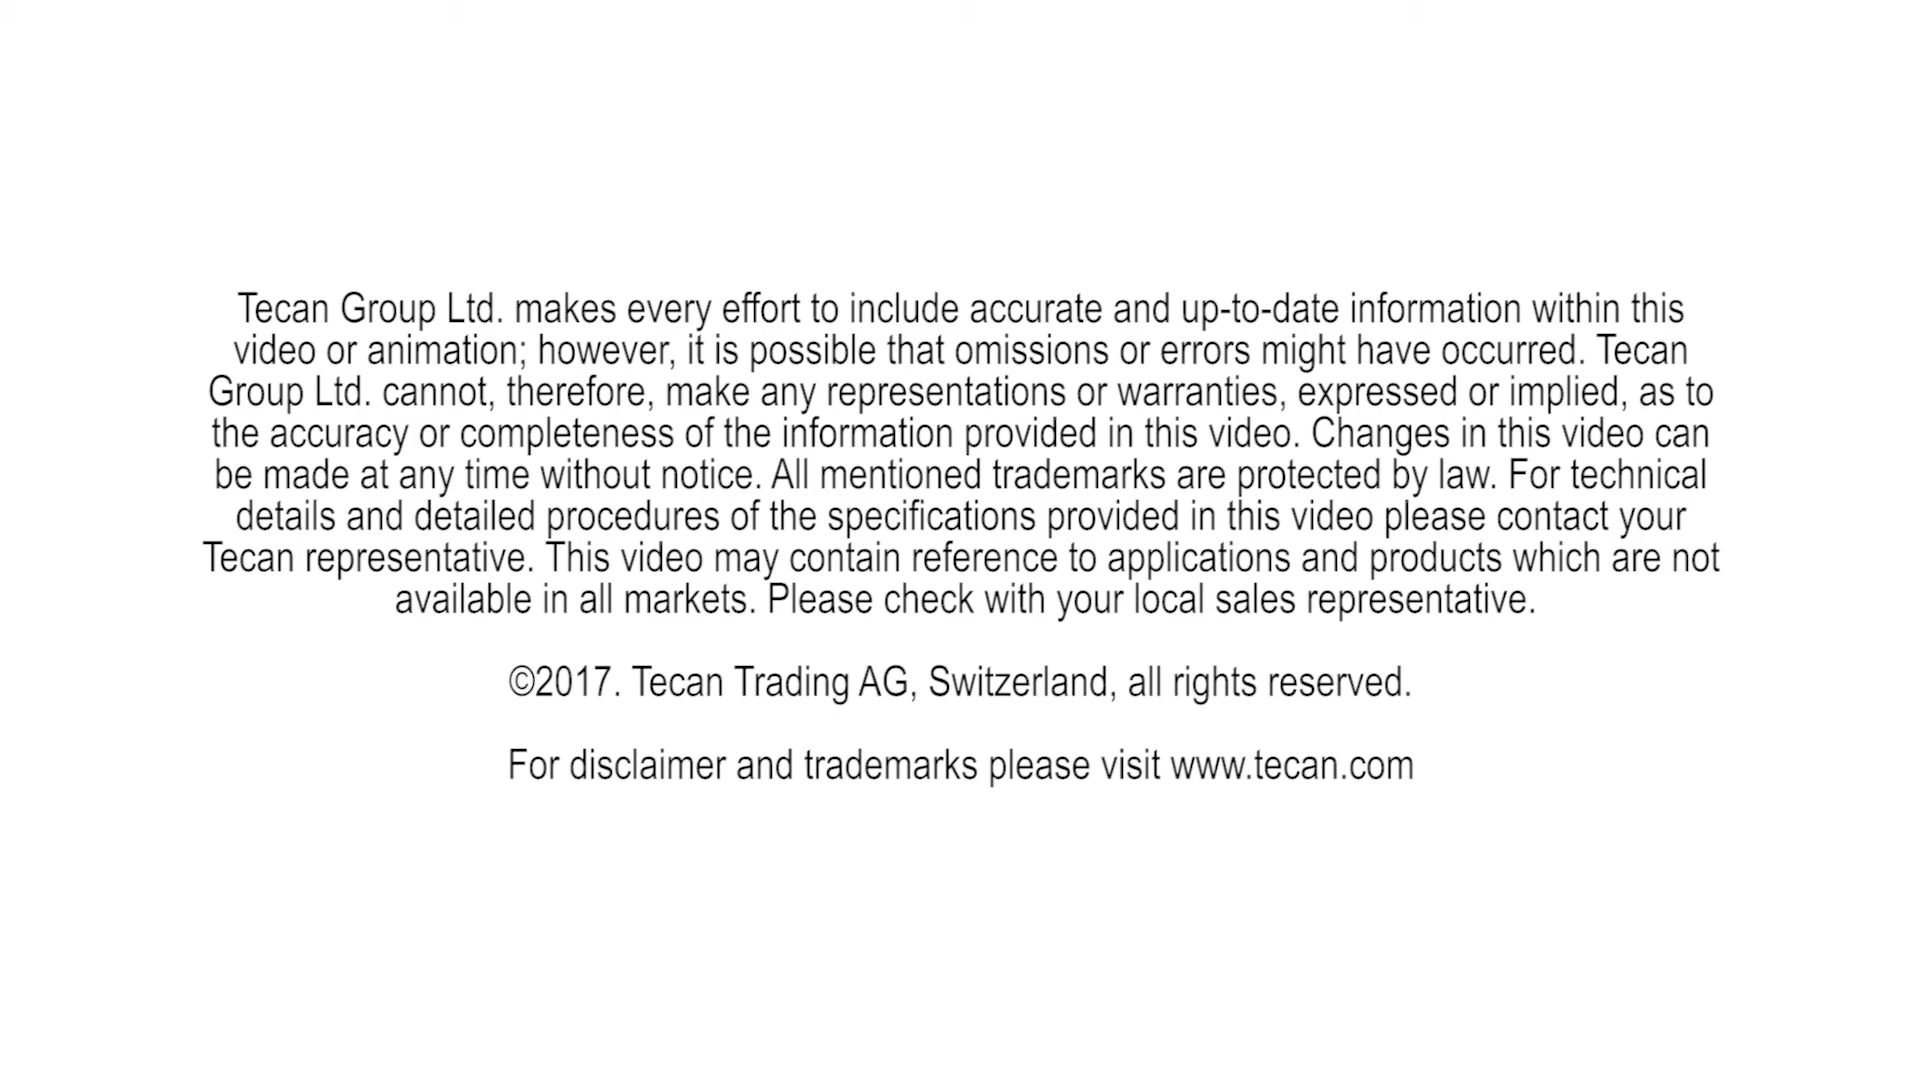 Tecan Group Ltd. makes every effort to include accurate and up-to-date information within this
video or animation; however, it is possible that omissions or errors might have occurred. Tecan
Group Ltd. cannot, therefore, make any representations or warranties, expressed or implied, as to
the accuracy or completeness of the information provided in this video. Changes in this video can
be made at any time without notice. All mentioned trademarks are protected by law. For technical
details and detailed procedures of the specifications provided in this video please contact your
Tecan representative. This video may contain reference to applications and products which are not
available in all markets. Please check with your local sales representative.
©2017. Tecan Trading AG, Switzerland, all rights reserved.
For disclaimer and trademarks please visit www.tecan.com